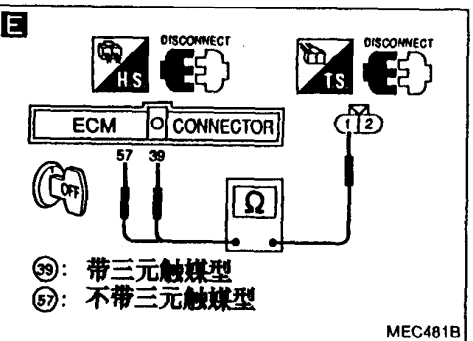 E
DISCONNECT
H.S.
DISCONNECT
T.S.
ECM
CONNECTOR
1 2
57 39
OFF
Ω
㊴: 带三元触媒型
57: 不带三元触媒型
MEC481B